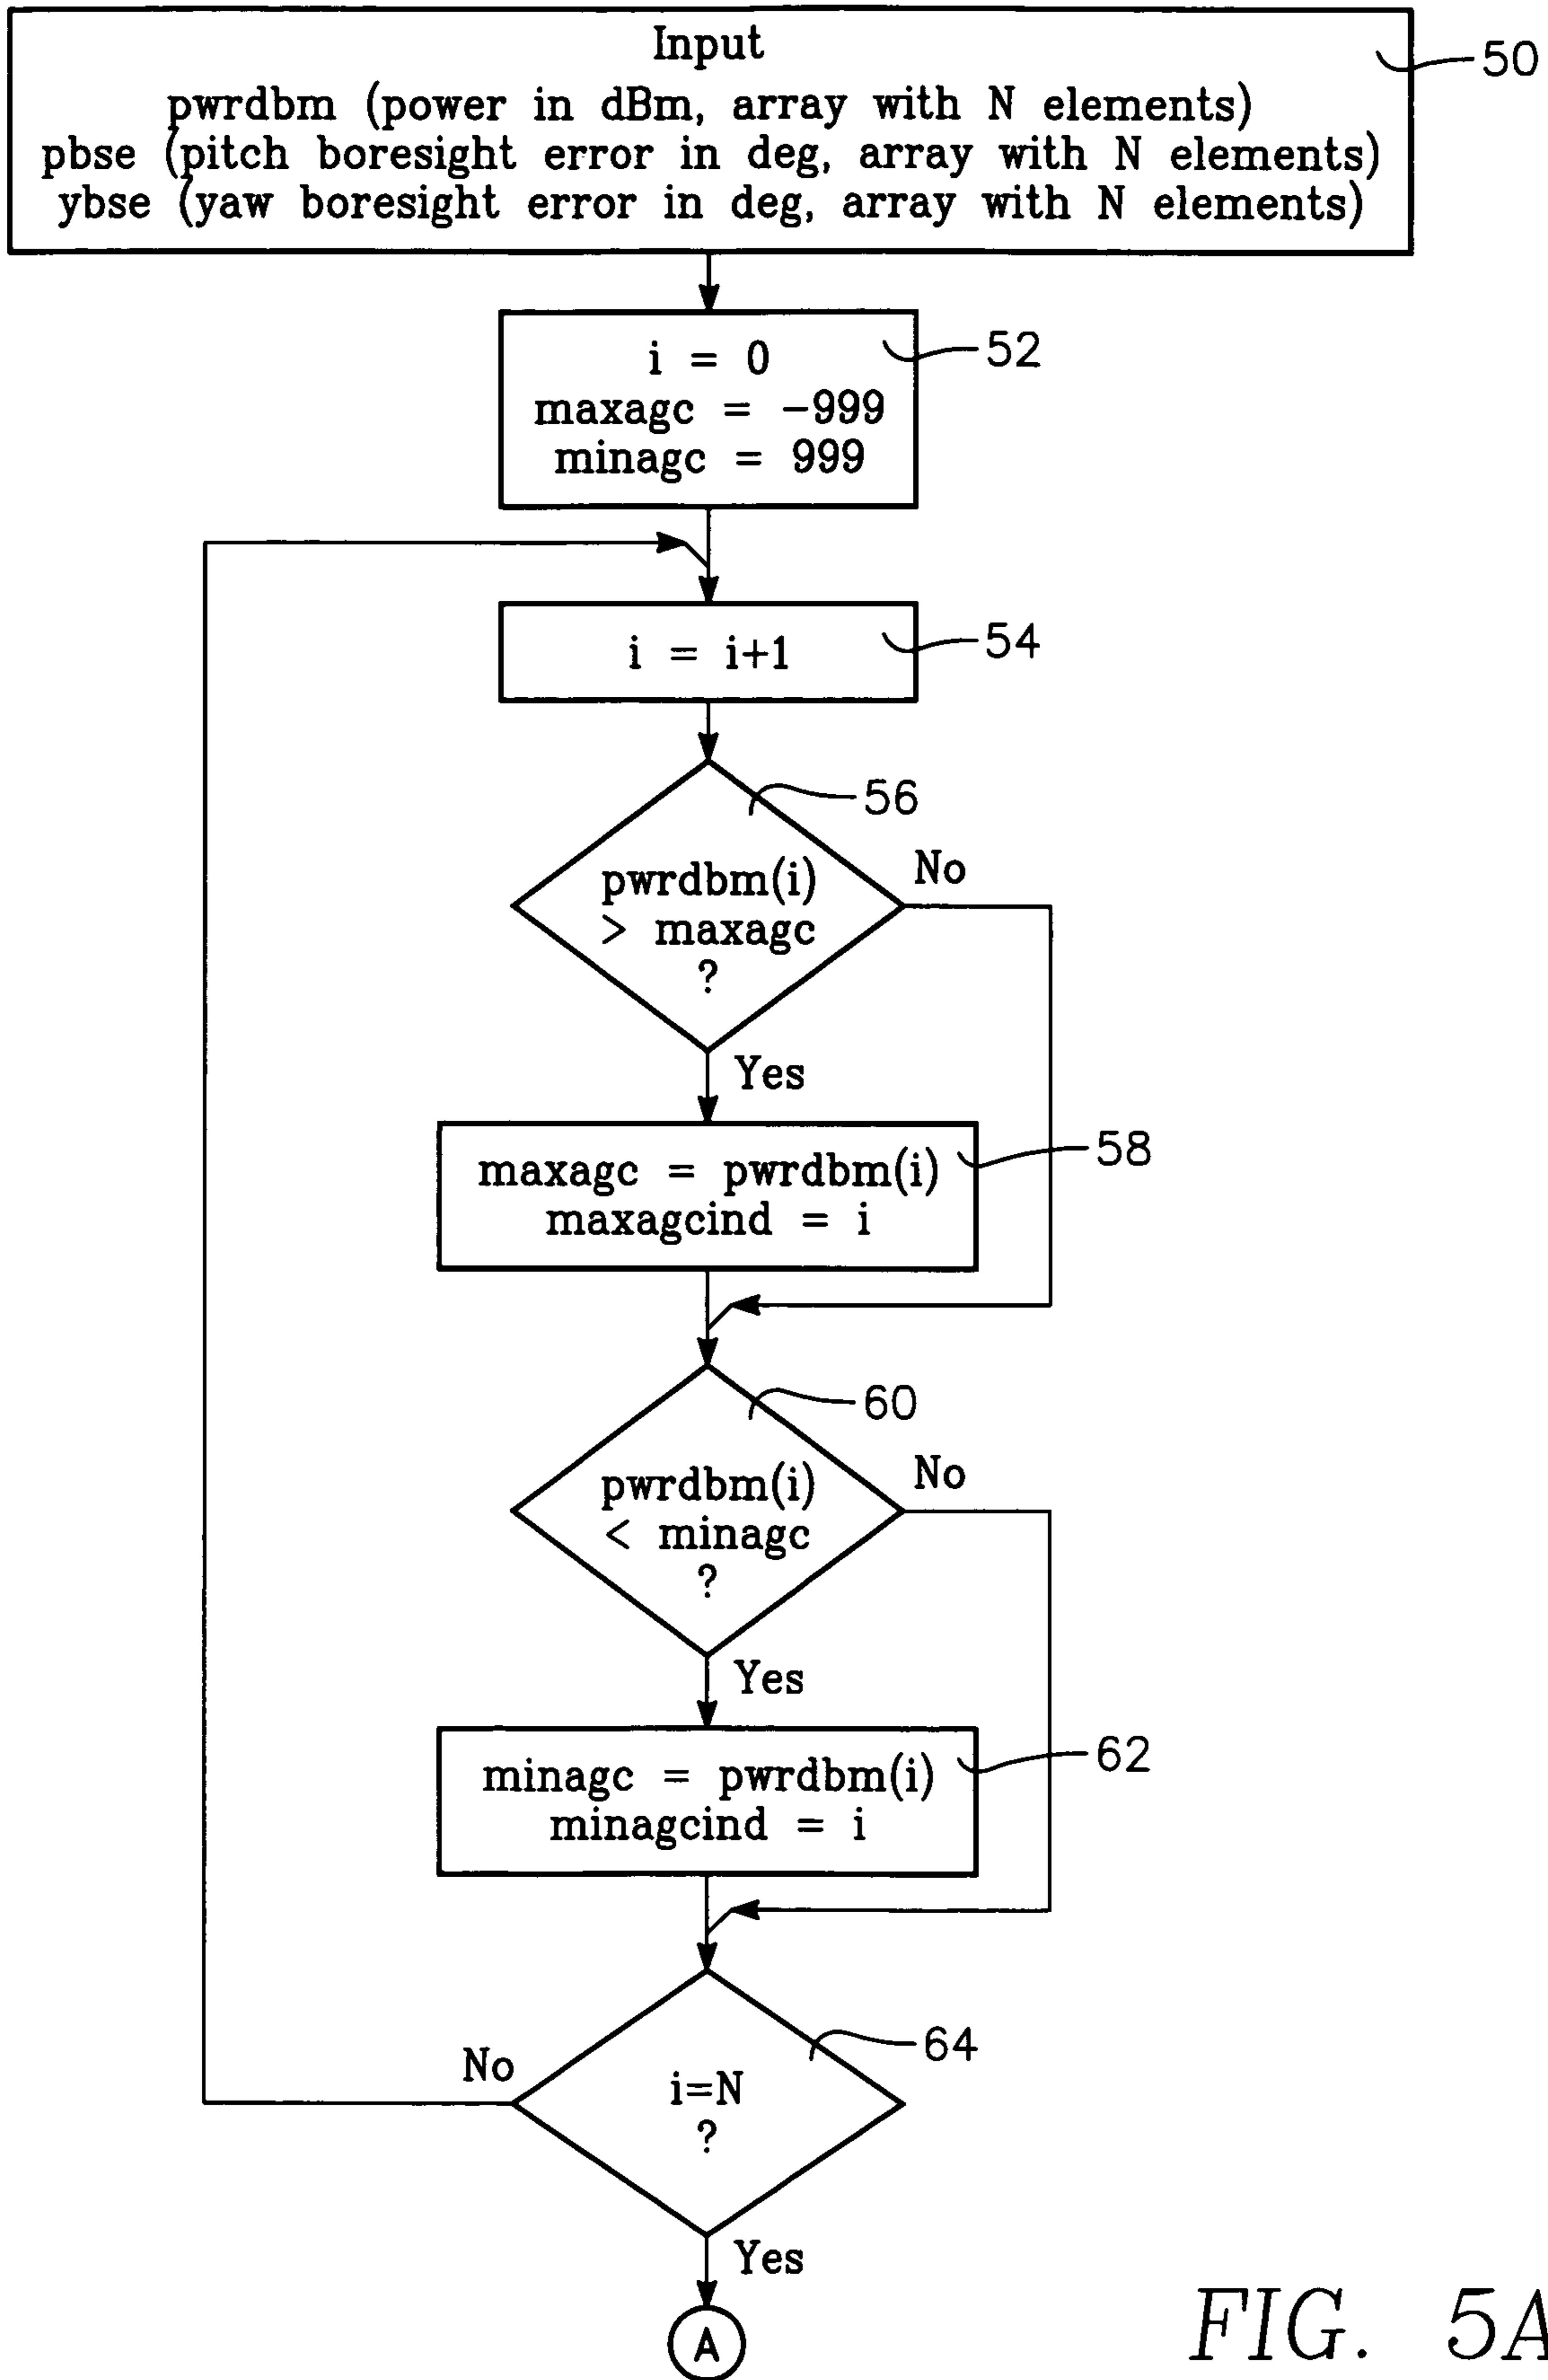 Input
pwrdbm (power in dBm, array with N elements)
pbse (pitch boresight error in deg, array with N elements)
ybse (yaw boresight error in deg, array with N elements)
50
i = 0
maxagc = -999
minagc = 999
52
i = i+1
54
56
pwrdbm(i)
> maxagc
?
No
Yes
maxagc = pwrdbm(i)
maxagcind = i
58
60
pwrdbm(i)
< minagc
?
No
Yes
minagc = pwrdbm(i)
minagcind = i
62
64
i=N
?
No
Yes
A
FIG. 5A